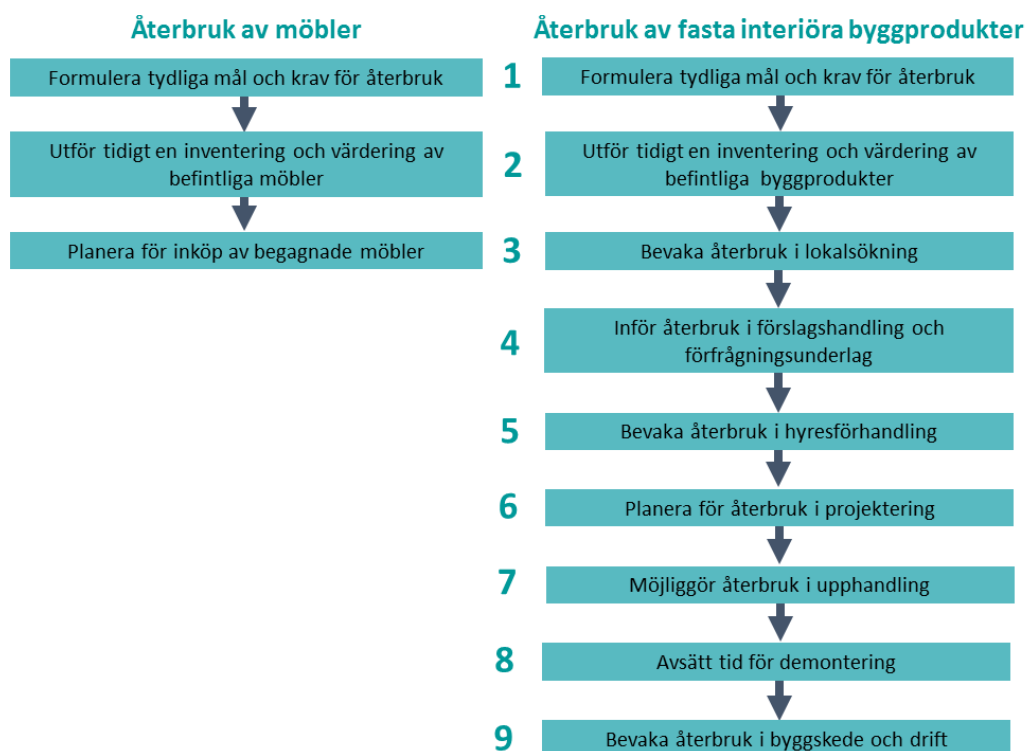 Återbruk av möbler
Formulera tydliga mål och krav för återbruk
Utför tidigt en inventering och värdering av
befintliga möbler
Planera för inköp av begagnade möbler
Återbruk av fasta interiöra byggprodukter
1
Formulera tydliga mål och krav för återbruk
2
Utför tidigt en inventering och värdering av
befintliga byggprodukter
3
Bevaka återbruk i lokalsökning
4
Inför återbruk i förslagshandling och
förfrågningsunderlag
5
Bevaka återbruk i hyresförhandling
6
Planera för återbruk i projektering
7
Möjliggör återbruk i upphandling
8
Avsätt tid för demontering
9
Bevaka återbruk i byggskede och drift